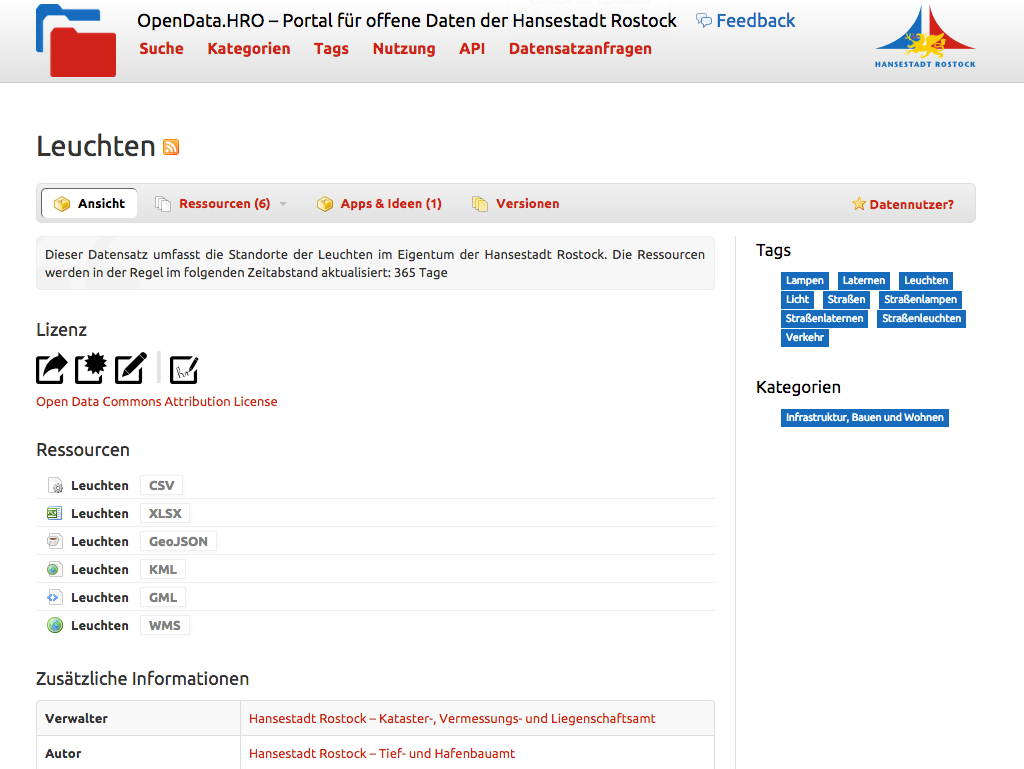 OpenData.HRO – Portal für offene Daten der Hansestadt Rostock Feedback
Suche Kategorien Tags Nutzung API Datensatzanfragen
HANSESTADT ROSTOCK
Leuchten
Ansicht Ressourcen (6) Apps & Ideen (1) Versionen Datennutzer?
Dieser Datensatz umfasst die Standorte der Leuchten im Eigentum der Hansestadt Rostock. Die Ressourcen
werden in der Regel im folgenden Zeitabstand aktualisiert: 365 Tage
Lizenz
Open Data Commons Attribution License
Ressourcen
Leuchten CSV
Leuchten XLSX
Leuchten GeoJSON
Leuchten KML
Leuchten GML
Leuchten WMS
Zusätzliche Informationen
Verwalter Hansestadt Rostock – Kataster-, Vermessungs- und Liegenschaftsamt
Autor Hansestadt Rostock – Tief- und Hafenbauamt
Tags
Lampen Laternen Leuchten
Licht Straßen Straßenlampen
Straßenlaternen Straßenleuchten
Verkehr
Kategorien
Infrastruktur, Bauen und Wohnen